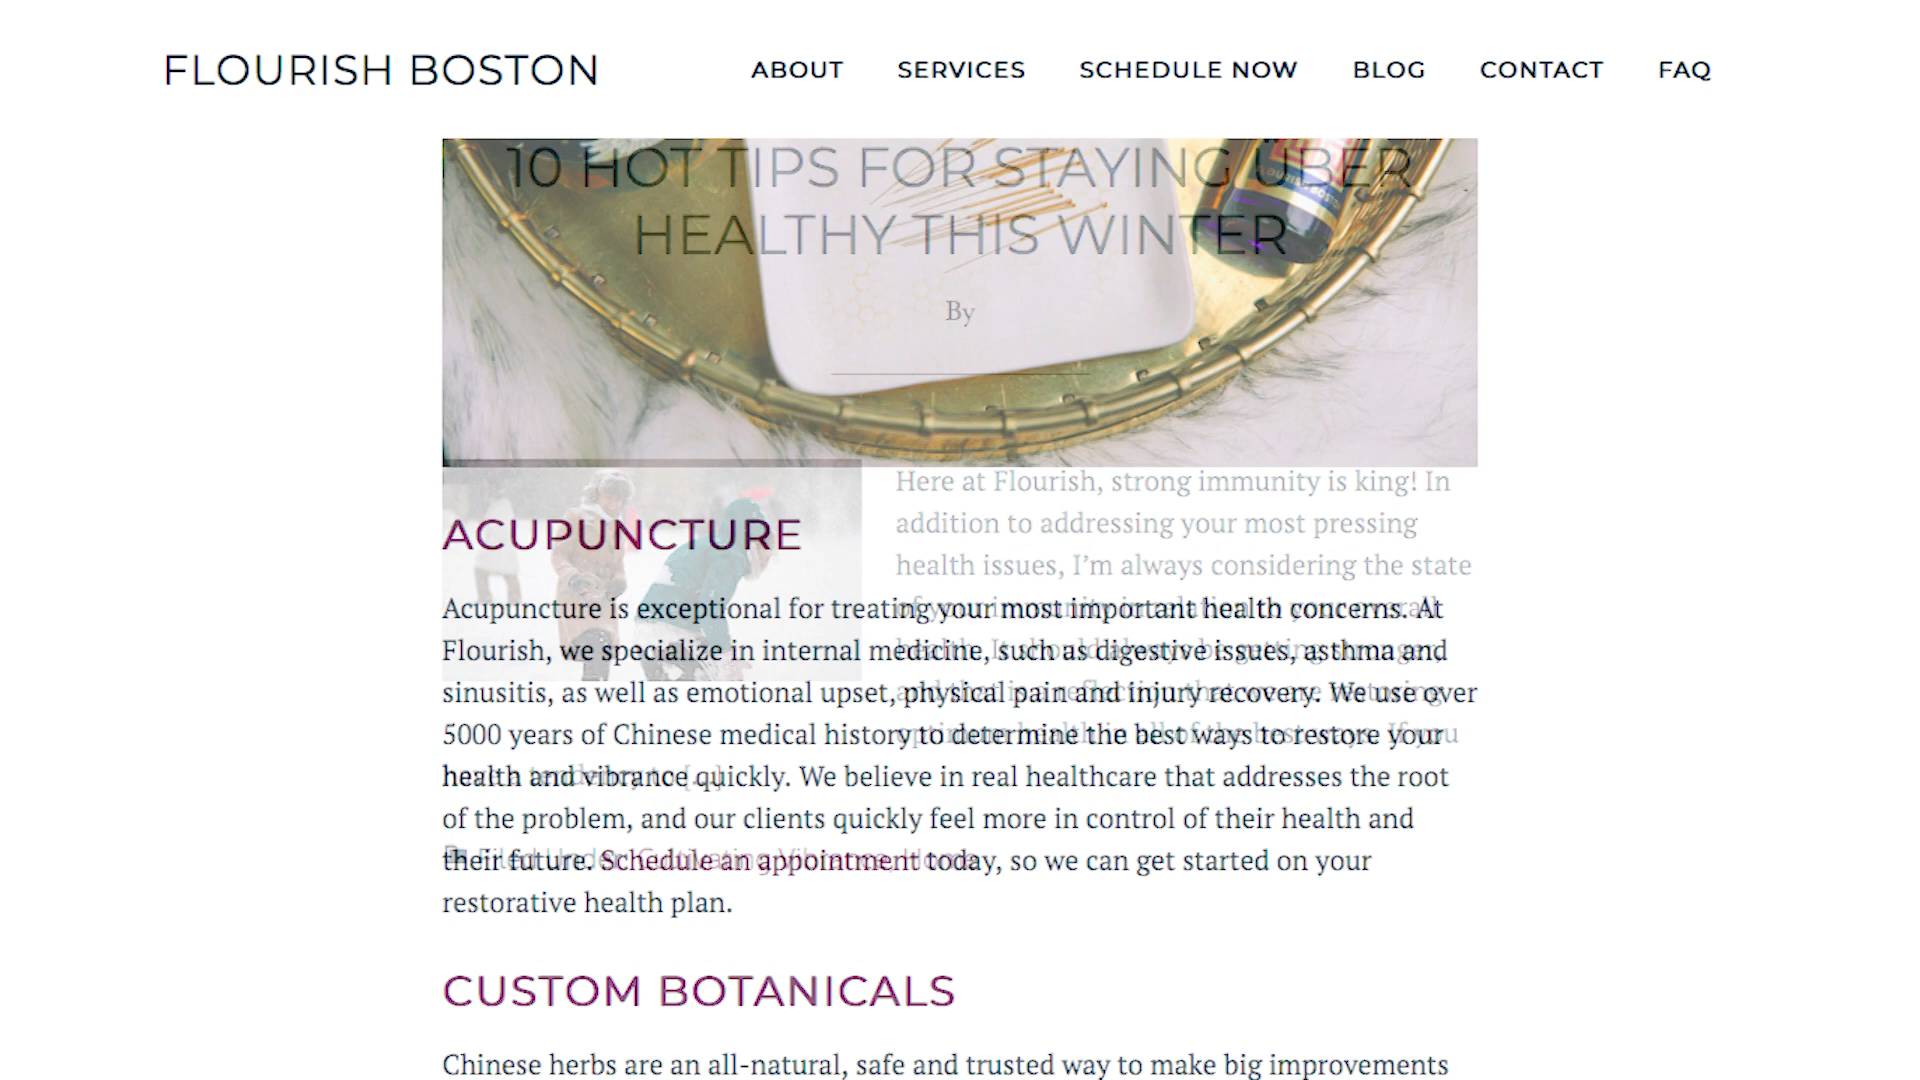 FLOURISH BOSTON
ABOUT SERVICES SCHEDULE NOW BLOG CONTACT FAQ
10 HOT TIPS FOR STAYING UBER
HEALTHY THIS WINTER
By
Here at Flourish, strong immunity is king! In
addition to addressing your most pressing
health issues, I’m always considering the state
ACUPUNCTURE
Acupuncture is exceptional for treating your most important health concerns. At
Flourish, we specialize in internal medicine, such as digestive issues, asthma and
sinusitis, as well as emotional upset, physical pain and injury recovery. We use over
5000 years of Chinese medical history to determine the best ways to restore your
health and vibrance quickly. We believe in real healthcare that addresses the root
of the problem, and our clients quickly feel more in control of their health and
their future. Schedule an appointment today, so we can get started on your
restorative health plan.
CUSTOM BOTANICALS
Chinese herbs are an all-natural, safe and trusted way to make big improvements